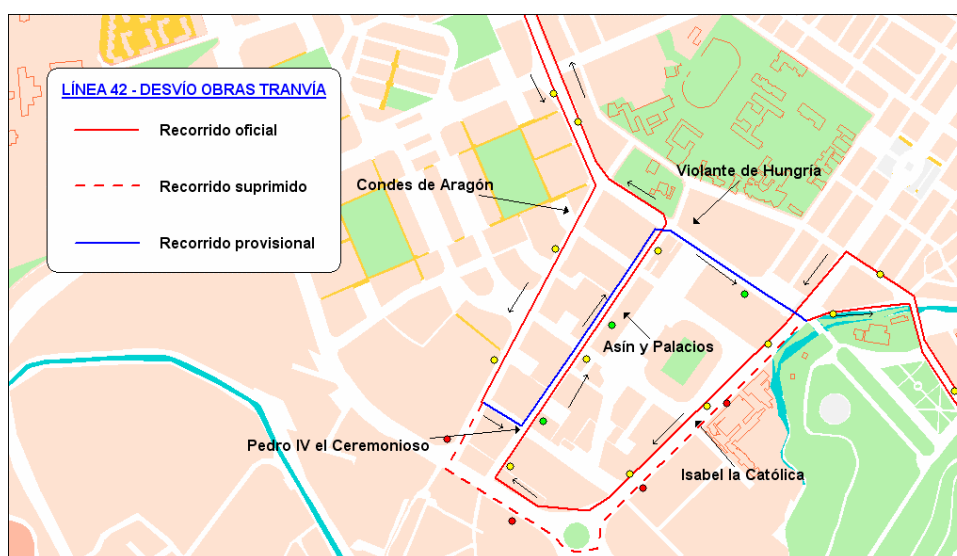 LÍNEA 42 - DESVÍO OBRAS TRANVÍA
Recorrido oficial
Recorrido suprimido
Recorrido provisional
Condes de Aragón
Violante de Hungría
Asín y Palacios
Pedro IV el Ceremonioso
Isabel la Católica